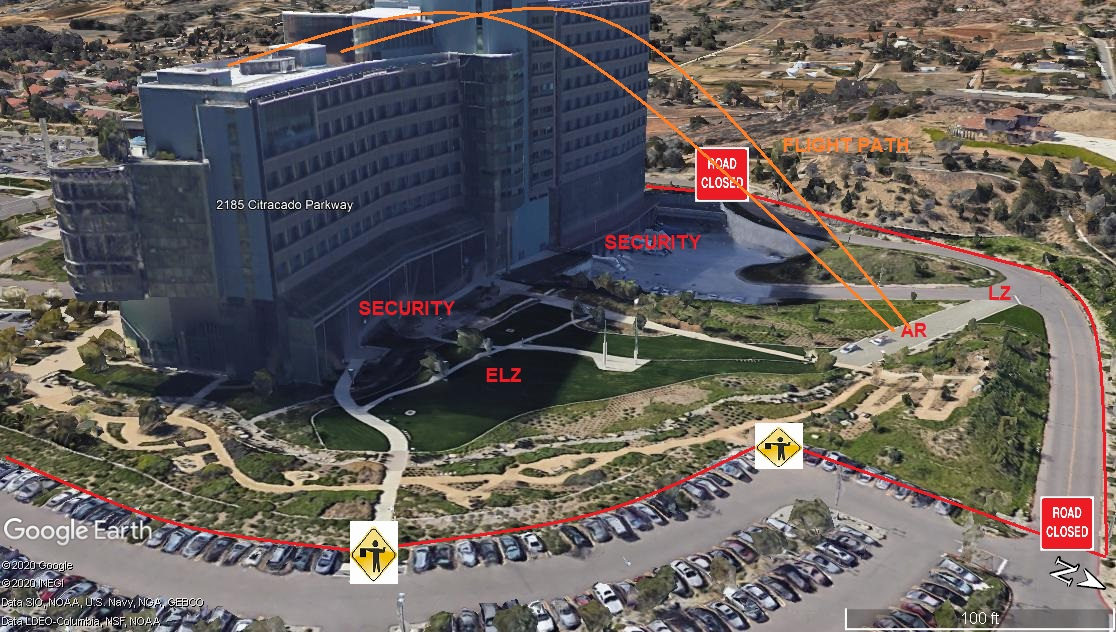 FLIGHT PATH
ROAD
CLOSED
2185 Citracado Parkway
SECURITY
LZ
SECURITY
AR
ELZ
ROAD
CLOSED
Google Earth
©2020 Google
©2020 INEGI
Data SIO, NOAA, U.S. Navy, NGA, GEBCO
Data LDEO-Columbia, NSF, NOAA
N
100 ft